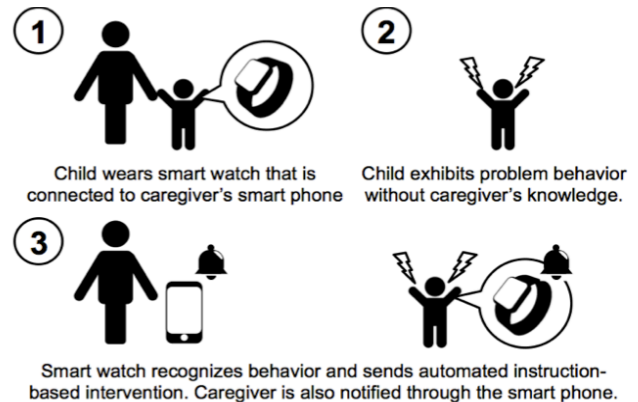 1
2
Child wears smart watch that is
connected to caregiver's smart phone
Child exhibits problem behavior
without caregiver's knowledge.
3
Smart watch recognizes behavior and sends automated instruction-
based intervention. Caregiver is also notified through the smart phone.